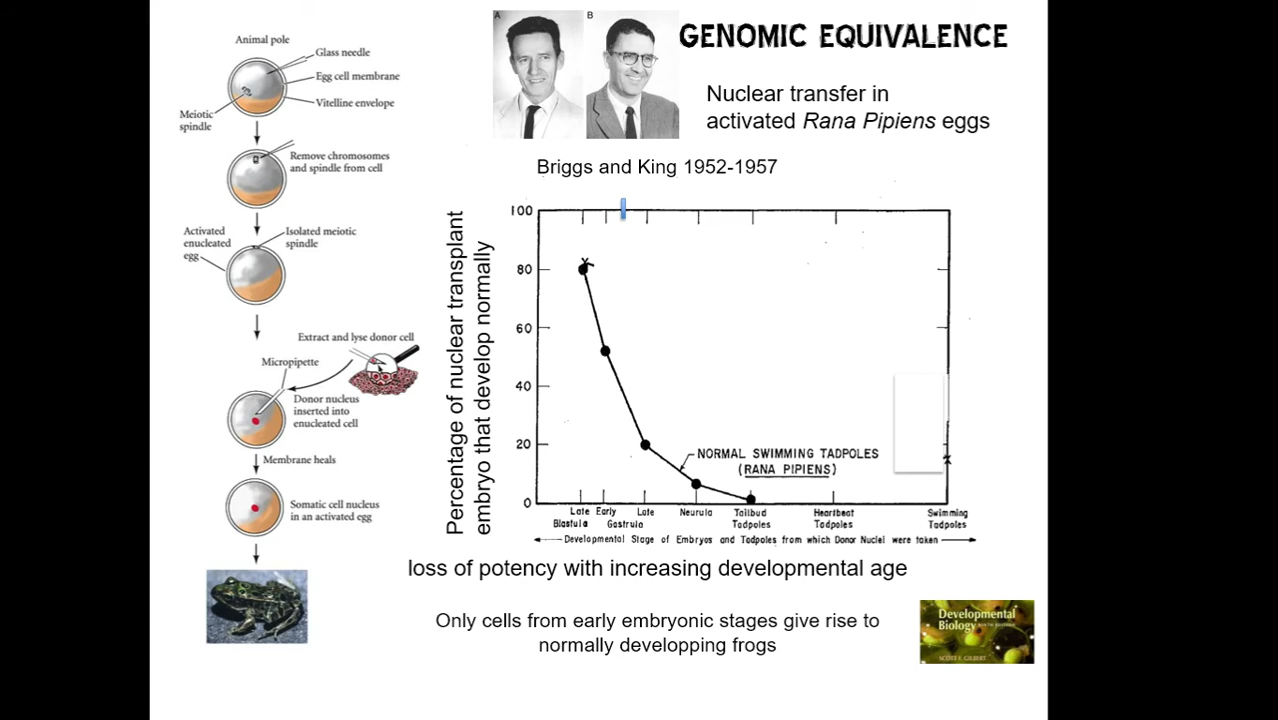 A
B
GENOMIC EQUIVALENCE
Nuclear transfer in
activated Rana Pipiens eggs
Briggs and King 1952-1957
Animal pole
Glass needle
Egg cell membrane
Vitelline envelope
Meiotic
spindle
Remove chromosomes
and spindle from cell
Activated
enucleated
egg
Isolated meiotic
spindle
Extract and lyse donor cell
Micropipette
Donor nucleus
inserted into
enucleated cell
Membrane heals
Somatic cell nucleus
in an activated egg
Percentage of nuclear transplant
embryo that develop normally
100
80
60
40
20
0
NORMAL SWIMMING TADPOLES
(RANA PIPIENS)
Late Early Late Neurula Tailbud Heartbeat Swimming
Blastula Gastrula Tadpoles Tadpoles Tadpoles
Developmental Stage of Embryos and Tadpoles from which Donor Nuclei were taken
loss of potency with increasing developmental age
Only cells from early embryonic stages give rise to
normally developping frogs
Developmental
Biology
SCOTT F. GILBERT